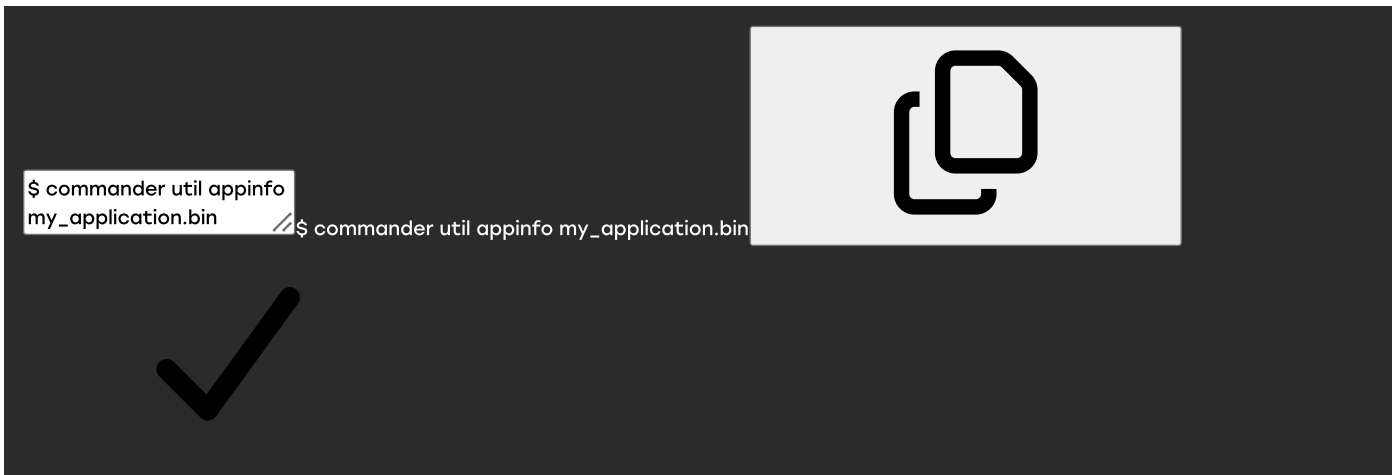 $ commander util appinfo
my_application.bin
$ commander util appinfo my_application.bin